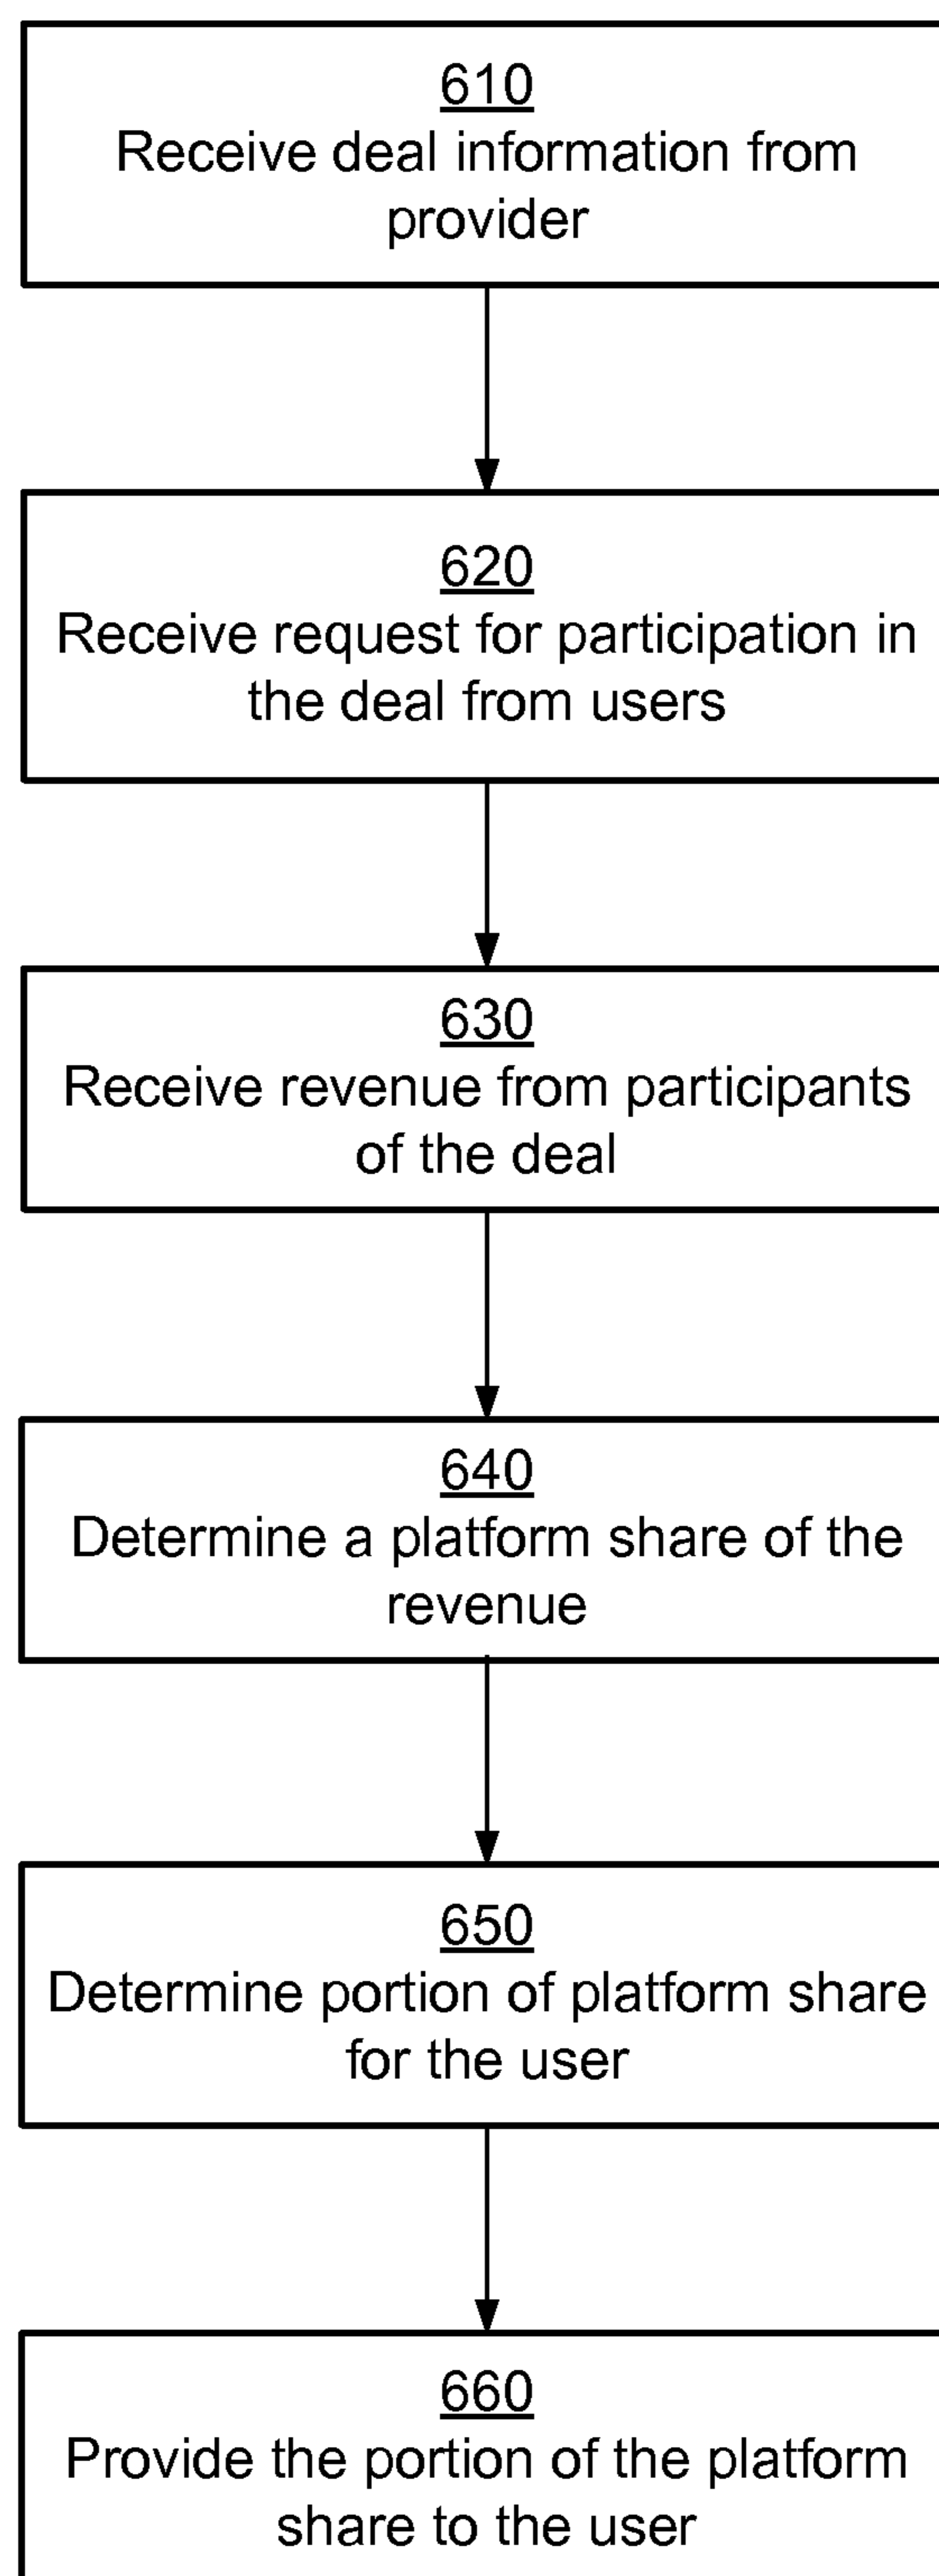 610
Receive deal information from
provider
620
Receive request for participation in
the deal from users
630
Receive revenue from participants
of the deal
640
Determine a platform share of the
revenue
650
Determine portion of platform share
for the user
660
Provide the portion of the platform
share to the user